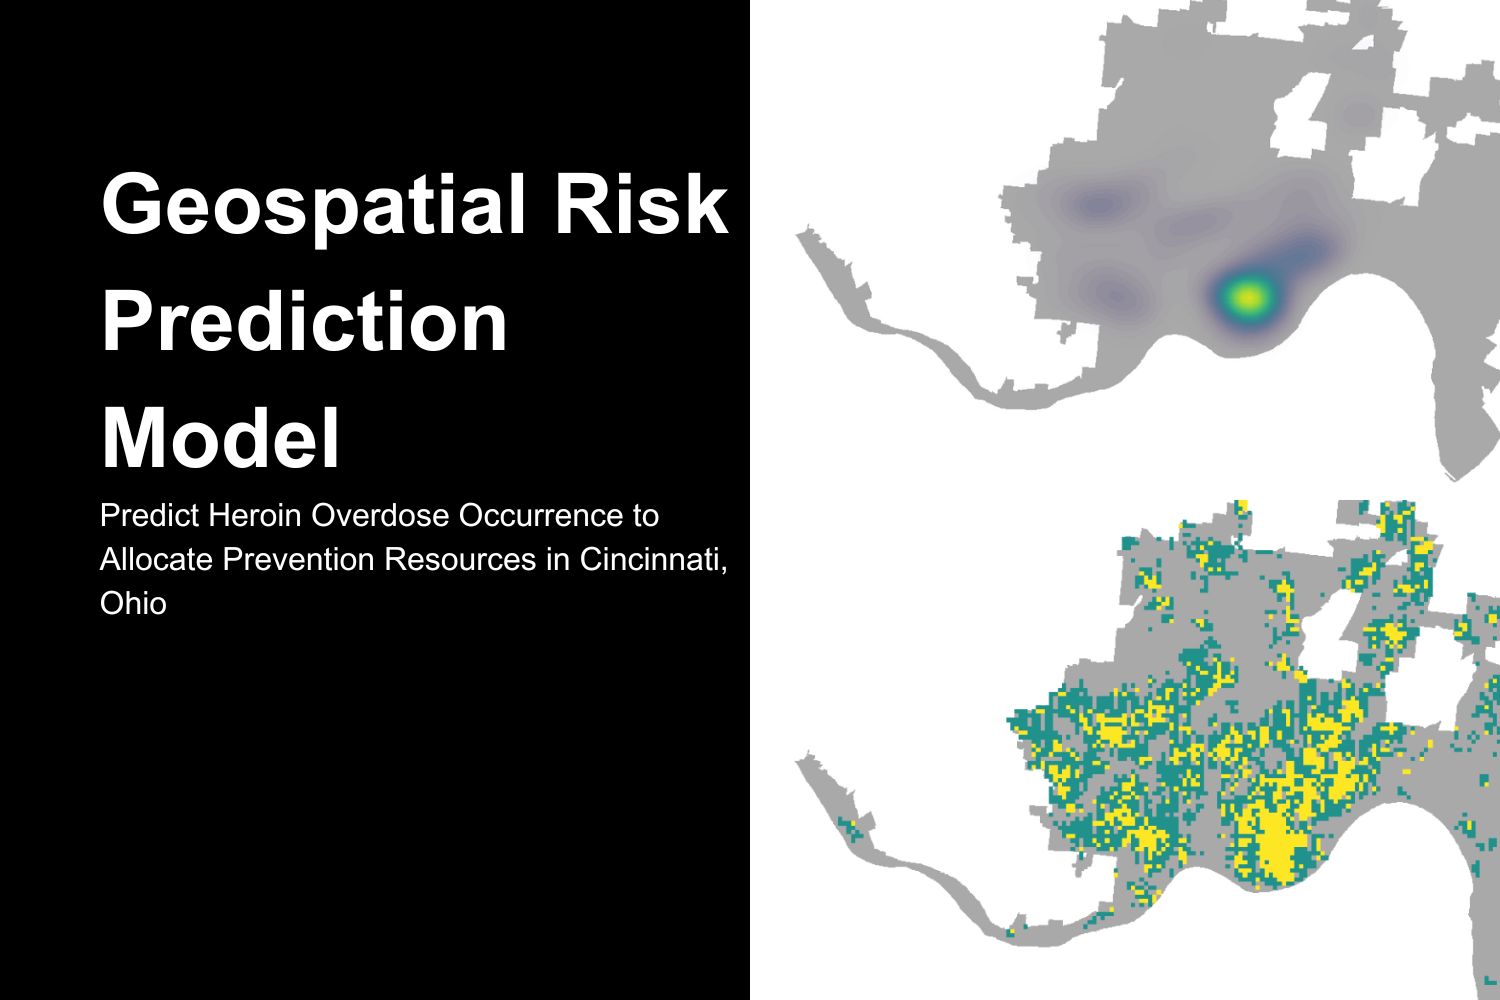 Geospatial Risk
Prediction
Model
Predict Heroin Overdose Occurrence to
Allocate Prevention Resources in Cincinnati,
Ohio